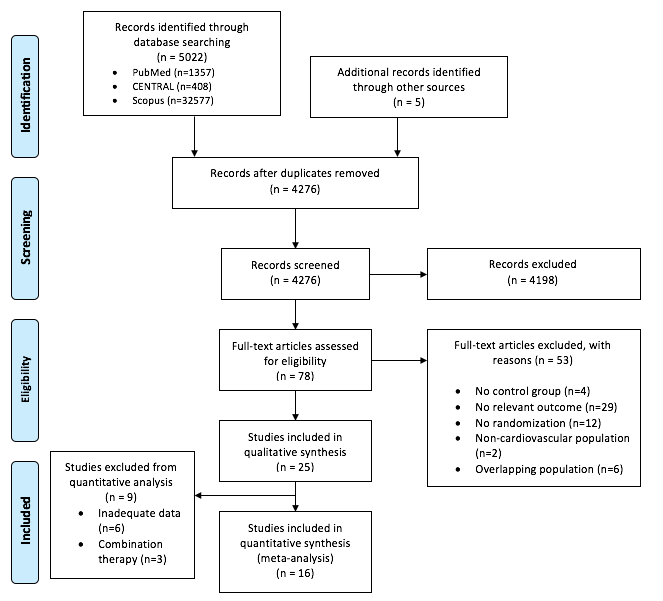 Identification
Records identified through
database searching
(n = 5022)
• PubMed (n=1357)
• CENTRAL (n=408)
• Scopus (n=32577)
Additional records identified
through other sources
(n = 5)
Records after duplicates removed
(n = 4276)
Screening
Records screened
(n = 4276)
Records excluded
(n = 4198)
Eligibility
Full-text articles assessed
for eligibility
(n = 78)
Full-text articles excluded, with
reasons (n = 53)
• No control group (n=4)
• No relevant outcome (n=29)
• No randomization (n=12)
• Non-cardiovascular population
(n=2)
• Overlapping population (n=6)
Studies included in
qualitative synthesis
(n = 25)
Included
Studies excluded from
quantitative analysis
(n = 9)
• Inadequate data
(n=6)
• Combination
therapy (n=3)
Studies included in
quantitative synthesis
(meta-analysis)
(n = 16)